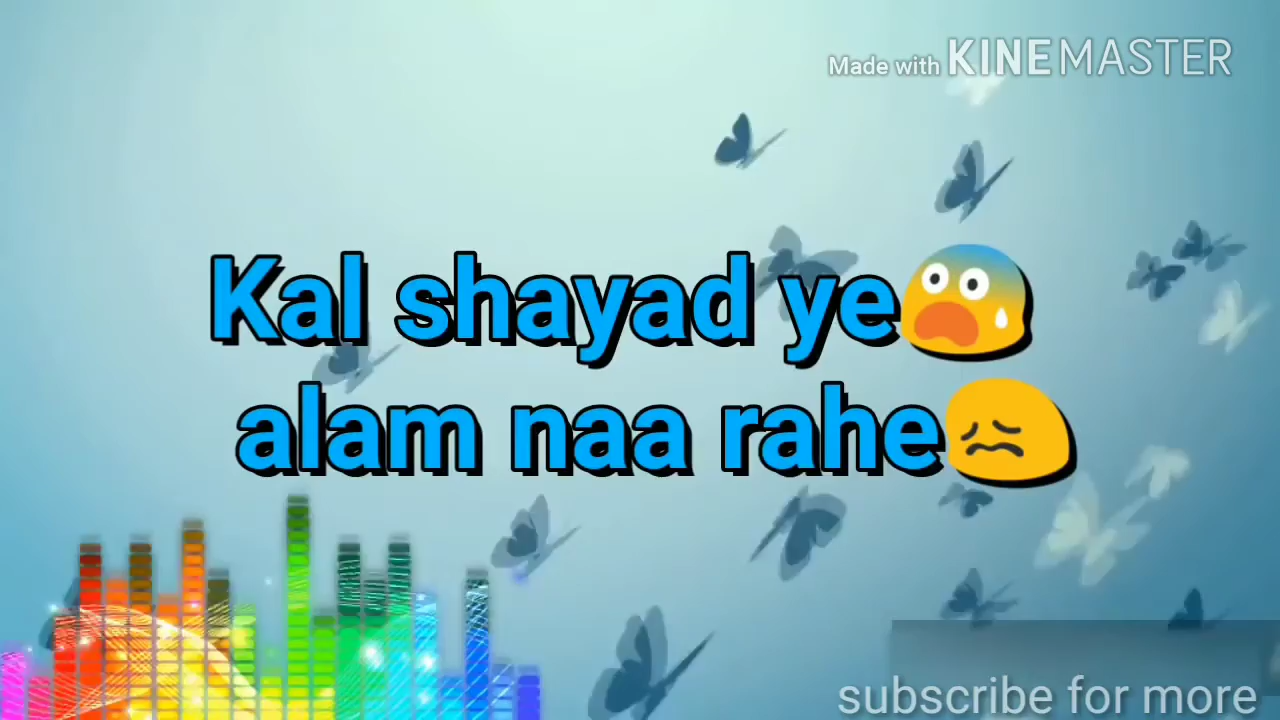 Made with KINEMASTER
Kal shayad ye😨
alam naa rahe😖
subscribe for more